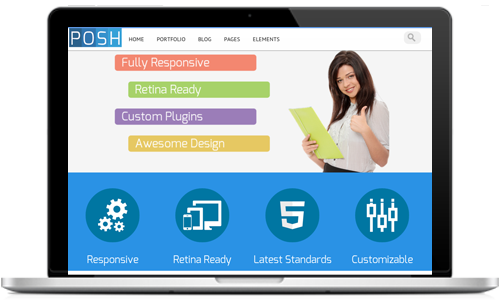 POSH
HOME PORTFOLIO BLOG PAGES ELEMENTS
Fully Responsive
Retina Ready
Custom Plugins
Awesome Design
Responsive Retina Ready Latest Standards Customizable